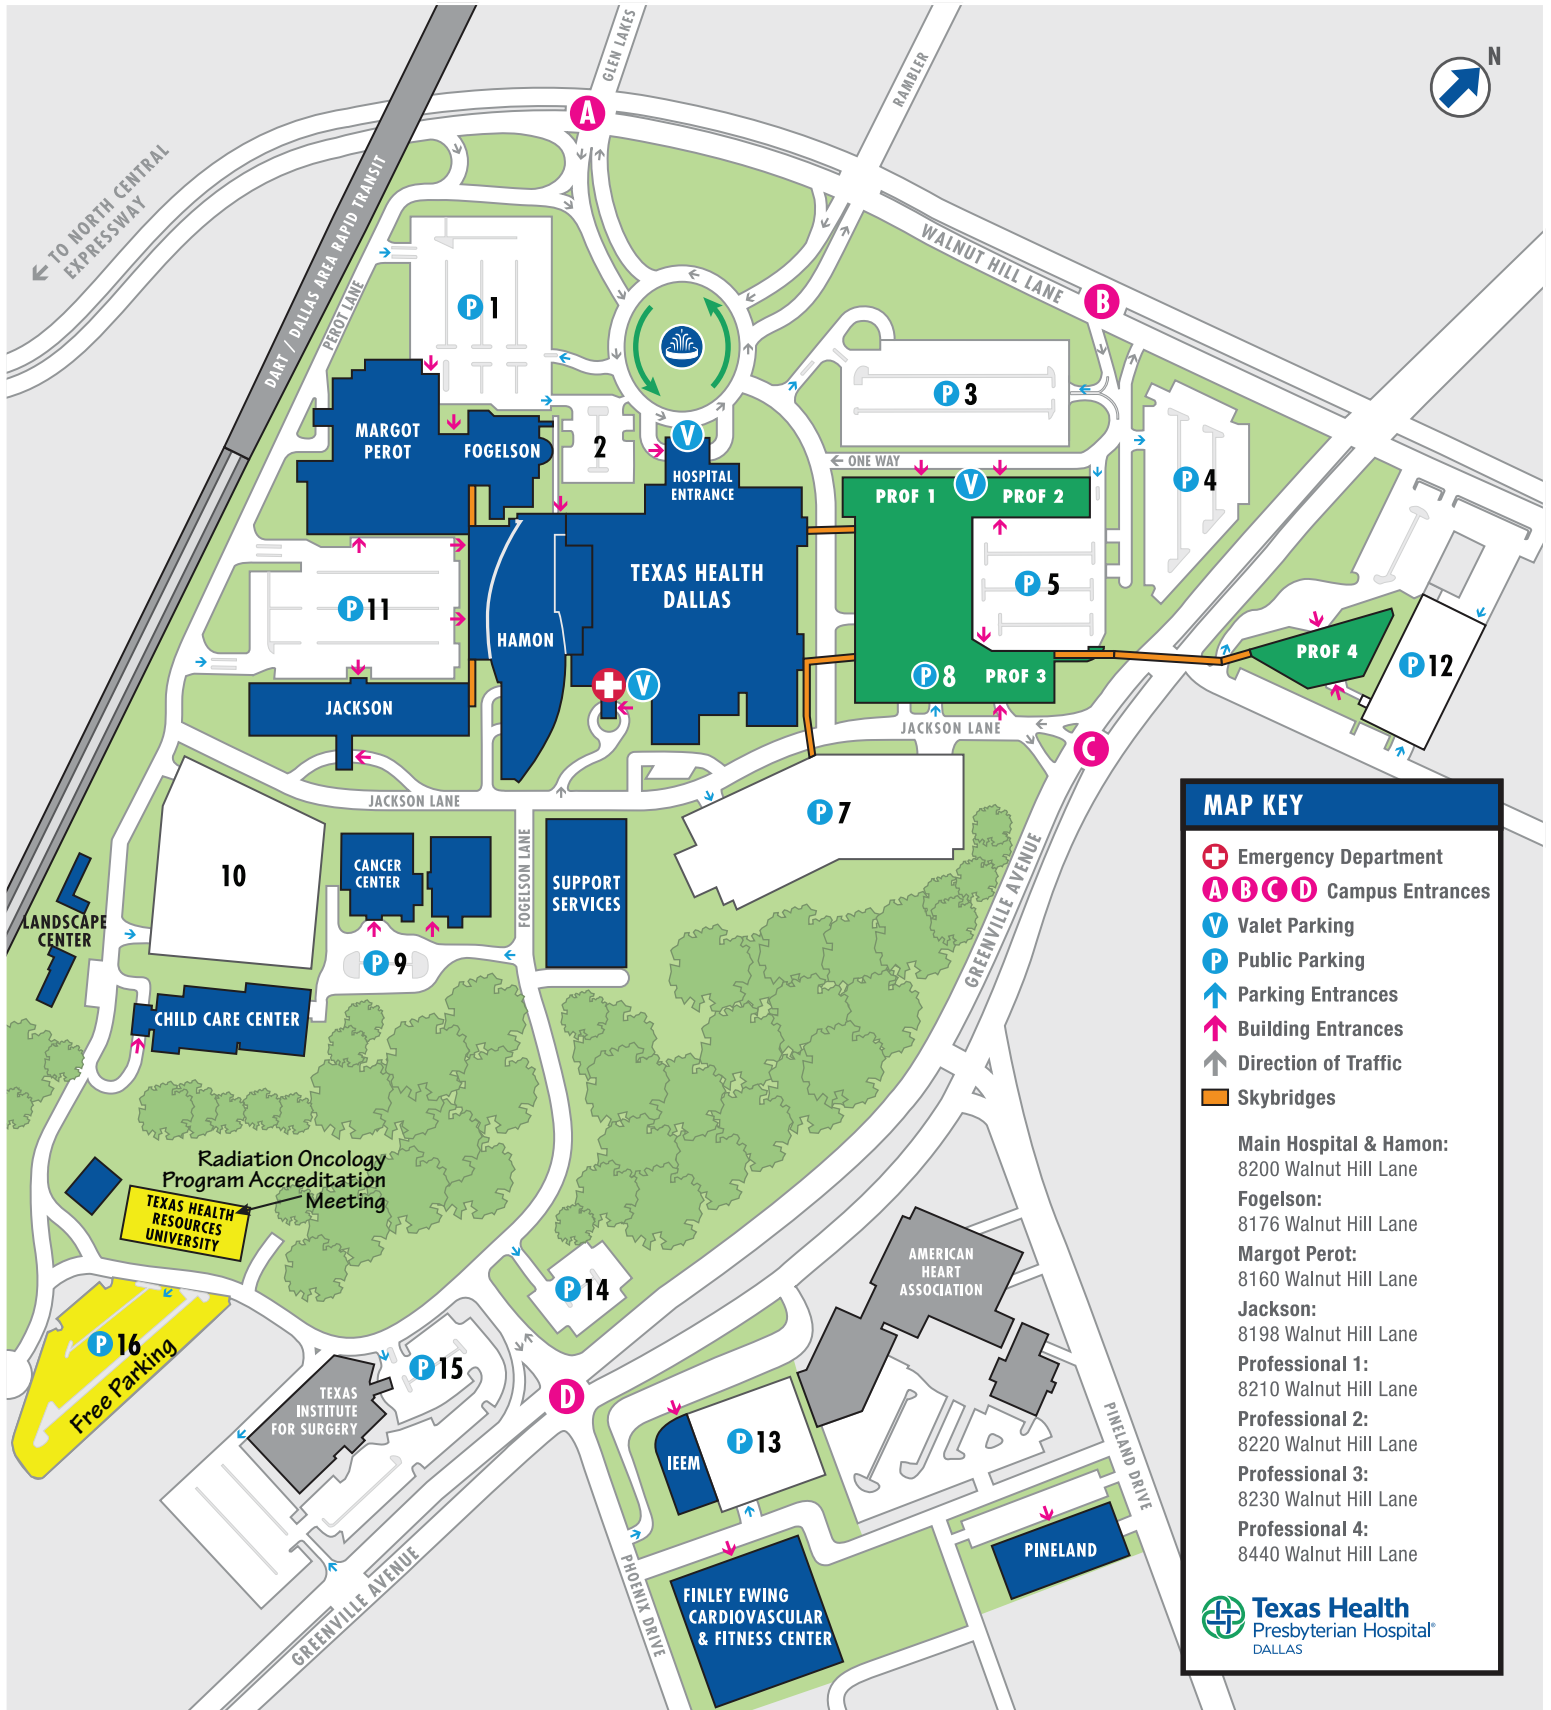 GLEN LAKES
RAMBLER
N
A
← TO NORTH CENTRAL
EXPRESSWAY
DART / DALLAS AREA RAPID TRANSIT
PEROT LANE
WALNUT HILL LANE
B
P 1
P 3
MARGOT
PEROT
FOGELSON
2
V
HOSPITAL
ENTRANCE
← ONE WAY
P 4
PROF 1
V
PROF 2
TEXAS HEALTH
DALLAS
P 5
P 11
HAMON
PROF 4
P 12
P 8
PROF 3
V
JACKSON
JACKSON LANE
C
JACKSON LANE
P 7
FOGELSON LANE
GREENVILLE AVENUE
10
CANCER
CENTER
SUPPORT
SERVICES
LANDSCAPE
CENTER
P 9
CHILD CARE CENTER
Radiation Oncology
Program Accreditation
Meeting
TEXAS HEALTH
RESOURCES
UNIVERSITY
P 14
AMERICAN
HEART
ASSOCIATION
P 16
Free Parking
P 15
D
TEXAS
INSTITUTE
FOR SURGERY
IEEM
P 13
PINELAND DRIVE
PINELAND
PHOENIX DRIVE
GREENVILLE AVENUE
FINLEY EWING
CARDIOVASCULAR
& FITNESS CENTER
MAP KEY
Emergency Department
A B C D Campus Entrances
V Valet Parking
P Public Parking
Parking Entrances
Building Entrances
Direction of Traffic
Skybridges
Main Hospital & Hamon:
8200 Walnut Hill Lane
Fogelson:
8176 Walnut Hill Lane
Margot Perot:
8160 Walnut Hill Lane
Jackson:
8198 Walnut Hill Lane
Professional 1:
8210 Walnut Hill Lane
Professional 2:
8220 Walnut Hill Lane
Professional 3:
8230 Walnut Hill Lane
Professional 4:
8440 Walnut Hill Lane
Texas Health
Presbyterian Hospital®
DALLAS